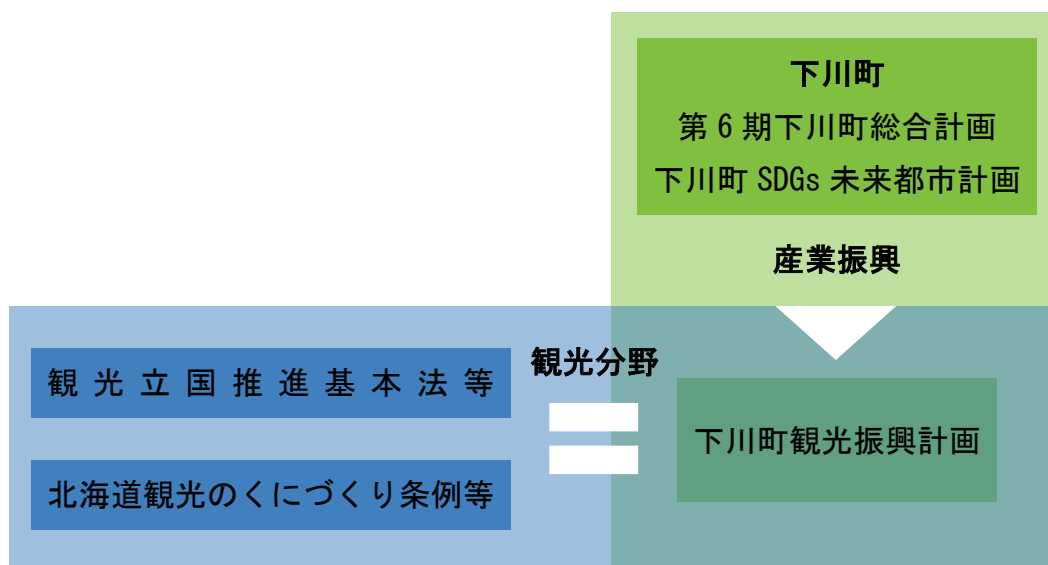 下川町
第6期下川町総合計画
下川町 SDGs 未来都市計画
産業振興
観光分野
観光立国推進基本法等
北海道観光のくにづくり条例等
下川町観光振興計画